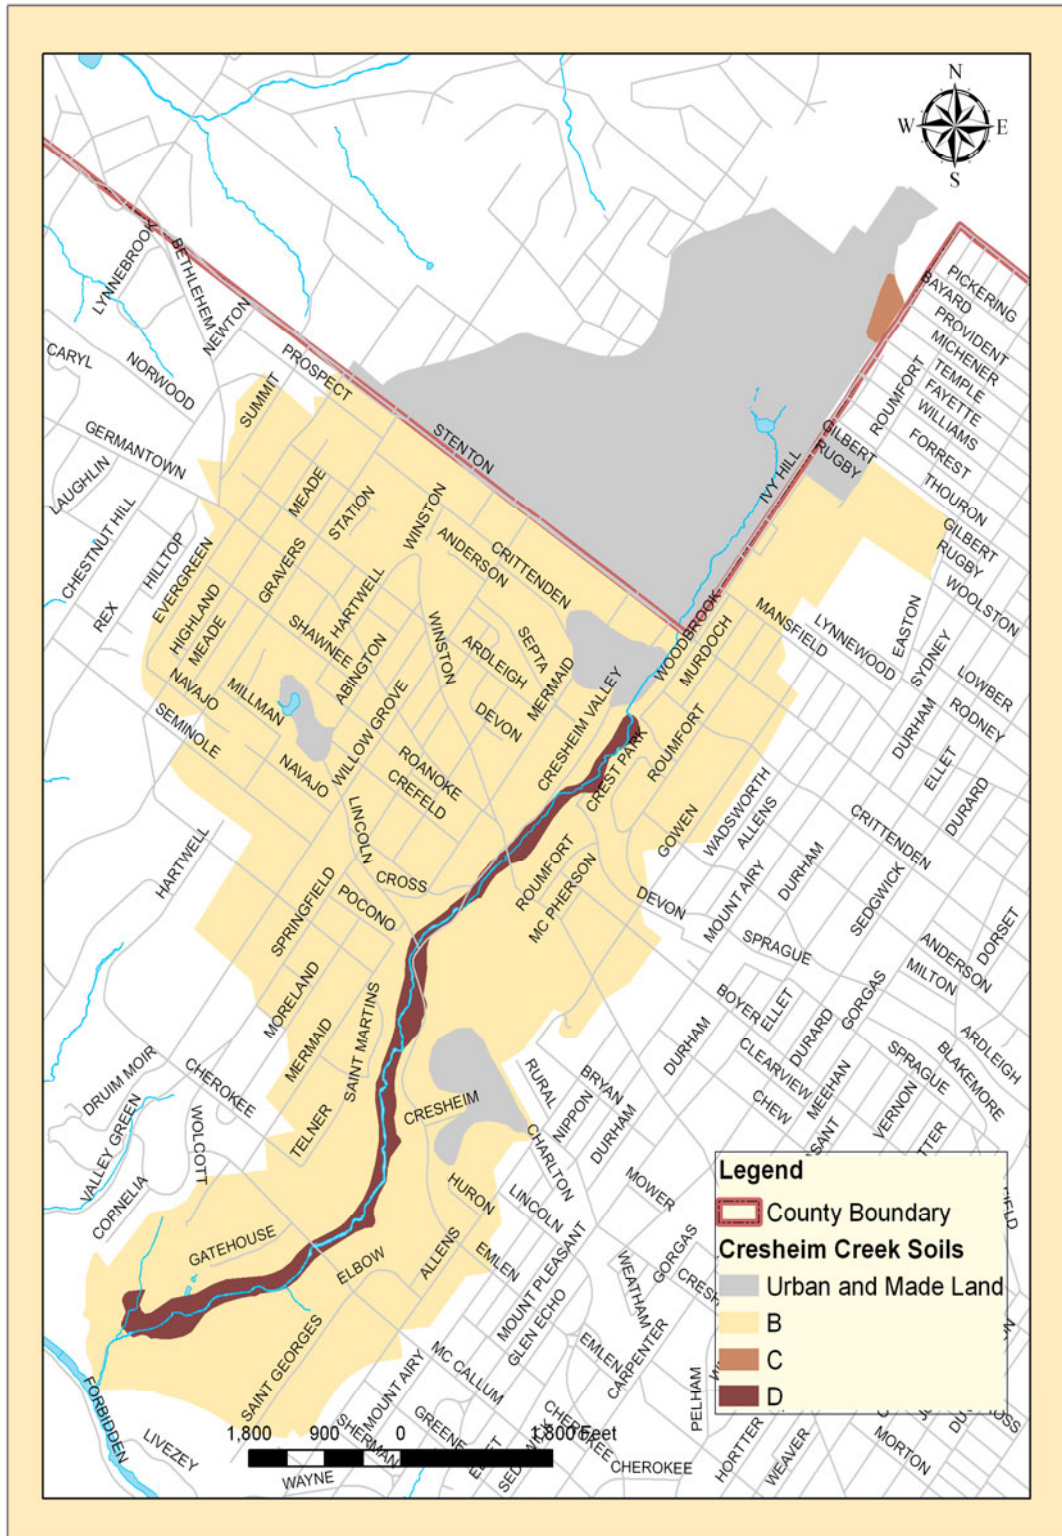 N
W E
S
LYNNEBROOK
BETHLEHEM
NEWTON
CARYL
NORWOOD
PROSPECT
SUMMIT
GERMANTOWN
LAUGHLIN
STENTON
PICKERING
BAYARD
PROVIDENT
MICHENER
TEMPLE
FAYETTE
WILLIAMS
ROUMFORT
FORREST
THOURON
GILBERT
RUGBY
IVY HILL
GILBERT
RUGBY
WOOLSTON
CHESTNUT HILL
HILLTOP
REX
EVERGREEN
HIGHLAND
MEADE
MEADE
STATION
GRAVERS
WINSTON
ANDERSON
CRITTENDEN
HARTWELL
SHAWNEE
ABINGTON
WINSTON
ARDLEIGH
SEPTA
MERMAID
DEVON
WOODBROOK
MURDOCH
MANSFIELD
LYNNEWOOD
EASTON
SYDNEY
LOWBER
RODNEY
DURHAM
ELLET
DURARD
NAVAJO
MILLMAN
SEMINOLE
NAVAJO
WILLOW GROVE
ROANOKE
CREFELD
CRESHEIM VALLEY
CREST PARK
ROUMFORT
LINCOLN
CROSS
POCONO
HARTWELL
SPRINGFIELD
ROUMFORT
MC PHERSON
GOWEN
WADSWORTH
ALLENS
MOUNT AIRY
DURHAM
CRITTENDEN
SEDGWICK
DEVON
SPRAGUE
DORSET
ANDERSON
MILTON
MORELAND
MERMAID
SAINT MARTINS
BOYER
ELLET
GORGAS
DURARD
ARDLEIGH
BLAKEMORE
SPRAGUE
DURHAM
CLEARVIEW
MEEHAN
CHEW
VERNON
DRUIM MOIR
CHEROKEE
VALLEY GREEN
WOLCOTT
CORNELIA
TELNER
CRESHEIM
RURAL
BRYAN
NIPPON
DURHAM
CHARLTON
MOWER
HURON
LINCOLN
GATEHOUSE
ELBOW
ALLENS
EMLEN
MOUNT PLEASANT
GLEN ECHO
WEATHAM
GORGAS
EMLEN
CARPENTER
SAINT GEORGES
MC CALLUM
MOUNT AIRY
PELHAM
FORBIDDEN
LIVEZEY
SHERMAN
GREENE
CHEROKEE
CHEROKEE
HORTTER
WEAVER
MORTON
WAYNE
Legend
County Boundary
Cresheim Creek Soils
Urban and Made Land
B
C
D
1,800 900 0 1,800 Feet